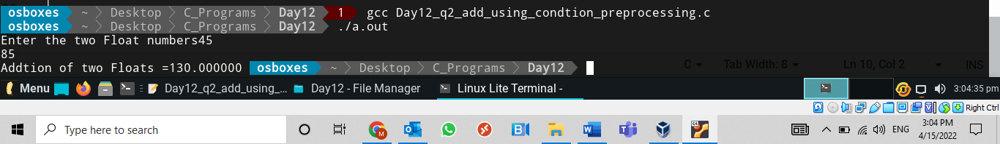 osboxes ~ Desktop C_Programs Day12 1 gcc Day12_q2_add_using_condtion_preprocessing.c
osboxes ~ Desktop C_Programs Day12 ./a.out
Enter the two Float numbers45
85
Addtion of two Floats =130.000000 osboxes ~ Desktop C_Programs Day12
C Tab Width: 8 Ln 10, Col 2 INS
Menu Day12_q2_add_using_... Day12 - File Manager Linux Lite Terminal - 3:04:35 pm
Right Ctrl
Type here to search ENG 3:04 PM
4/15/2022